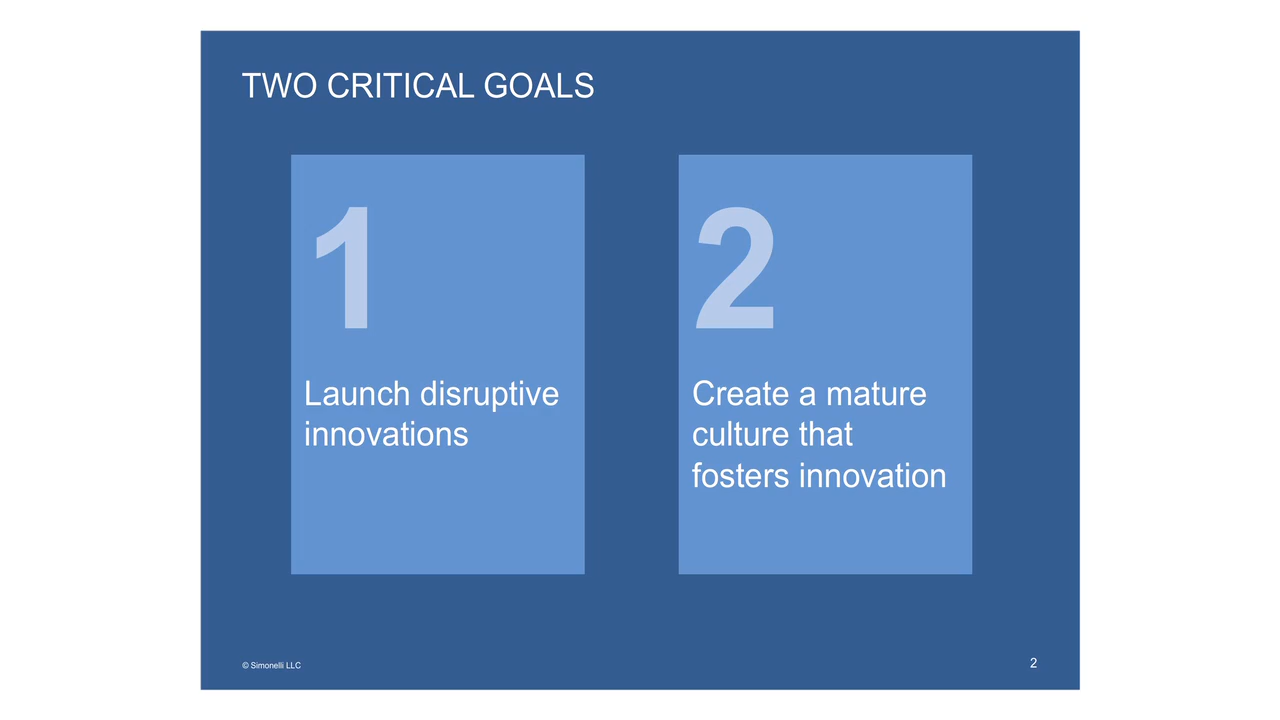 TWO CRITICAL GOALS
1
Launch disruptive
innovations
2
Create a mature
culture that
fosters innovation
© Simonelli LLC
2